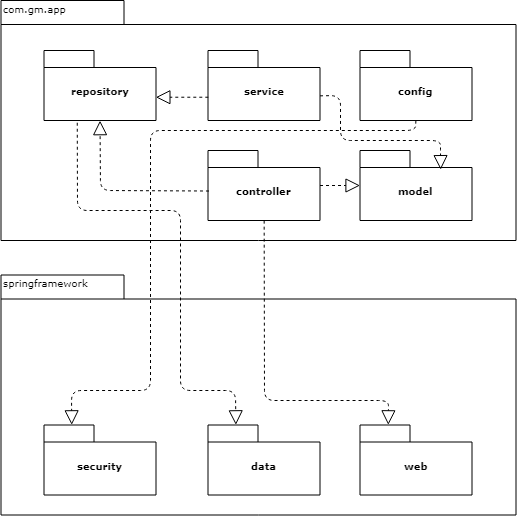 com.gm.app
repository
service
config
controller
model
springframework
security
data
web